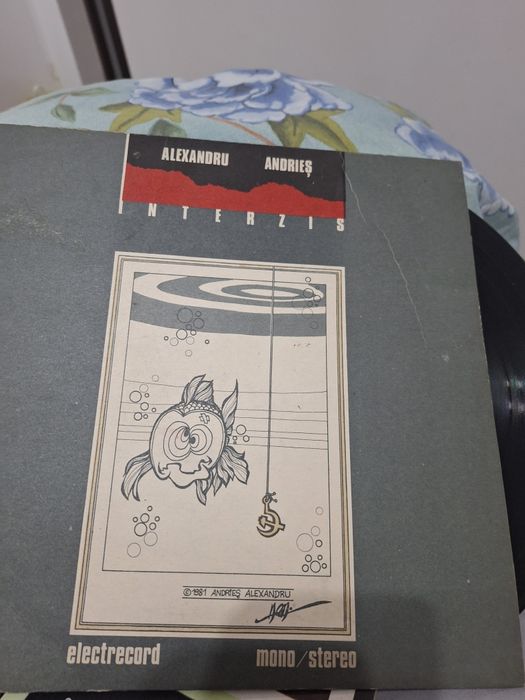 ALEXANDRU ANDRIEȘ
INTERZIS
© 1981 ANDRIEȘ ALEXANDRU
electrecord mono/stereo